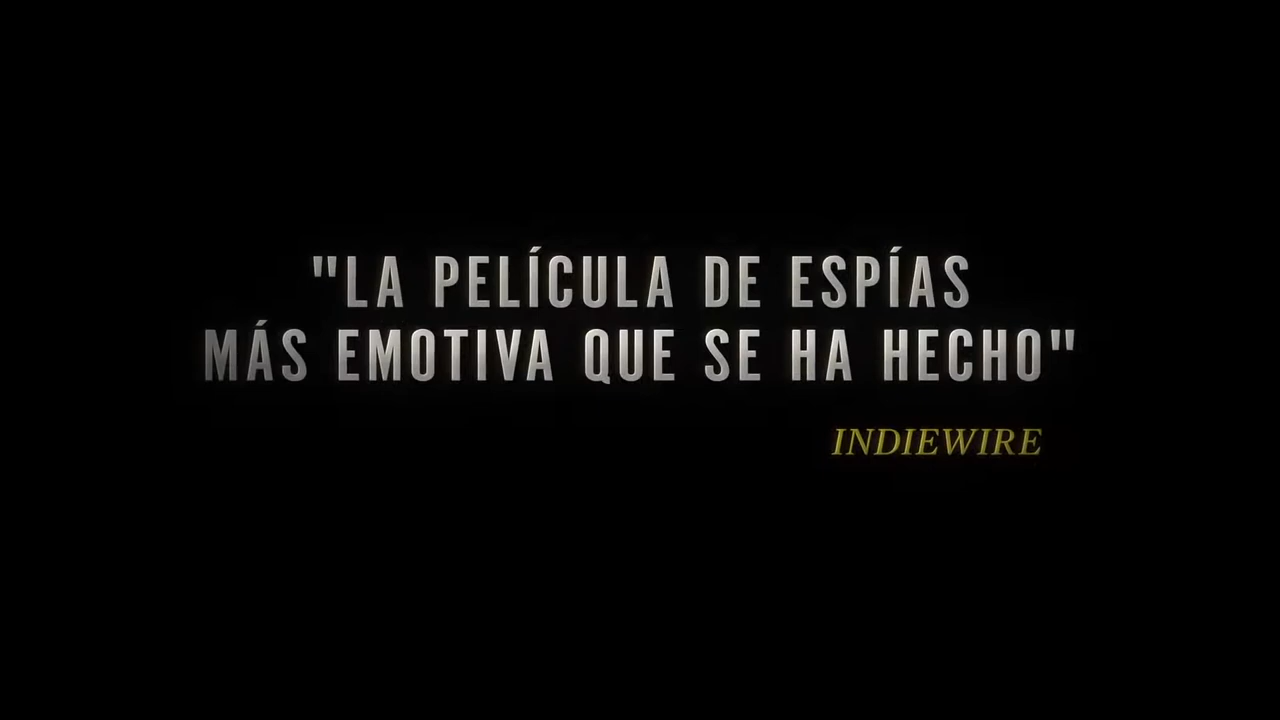 "LA PELÍCULA DE ESPÍAS
MÁS EMOTIVA QUE SE HA HECHO"
INDIEWIRE